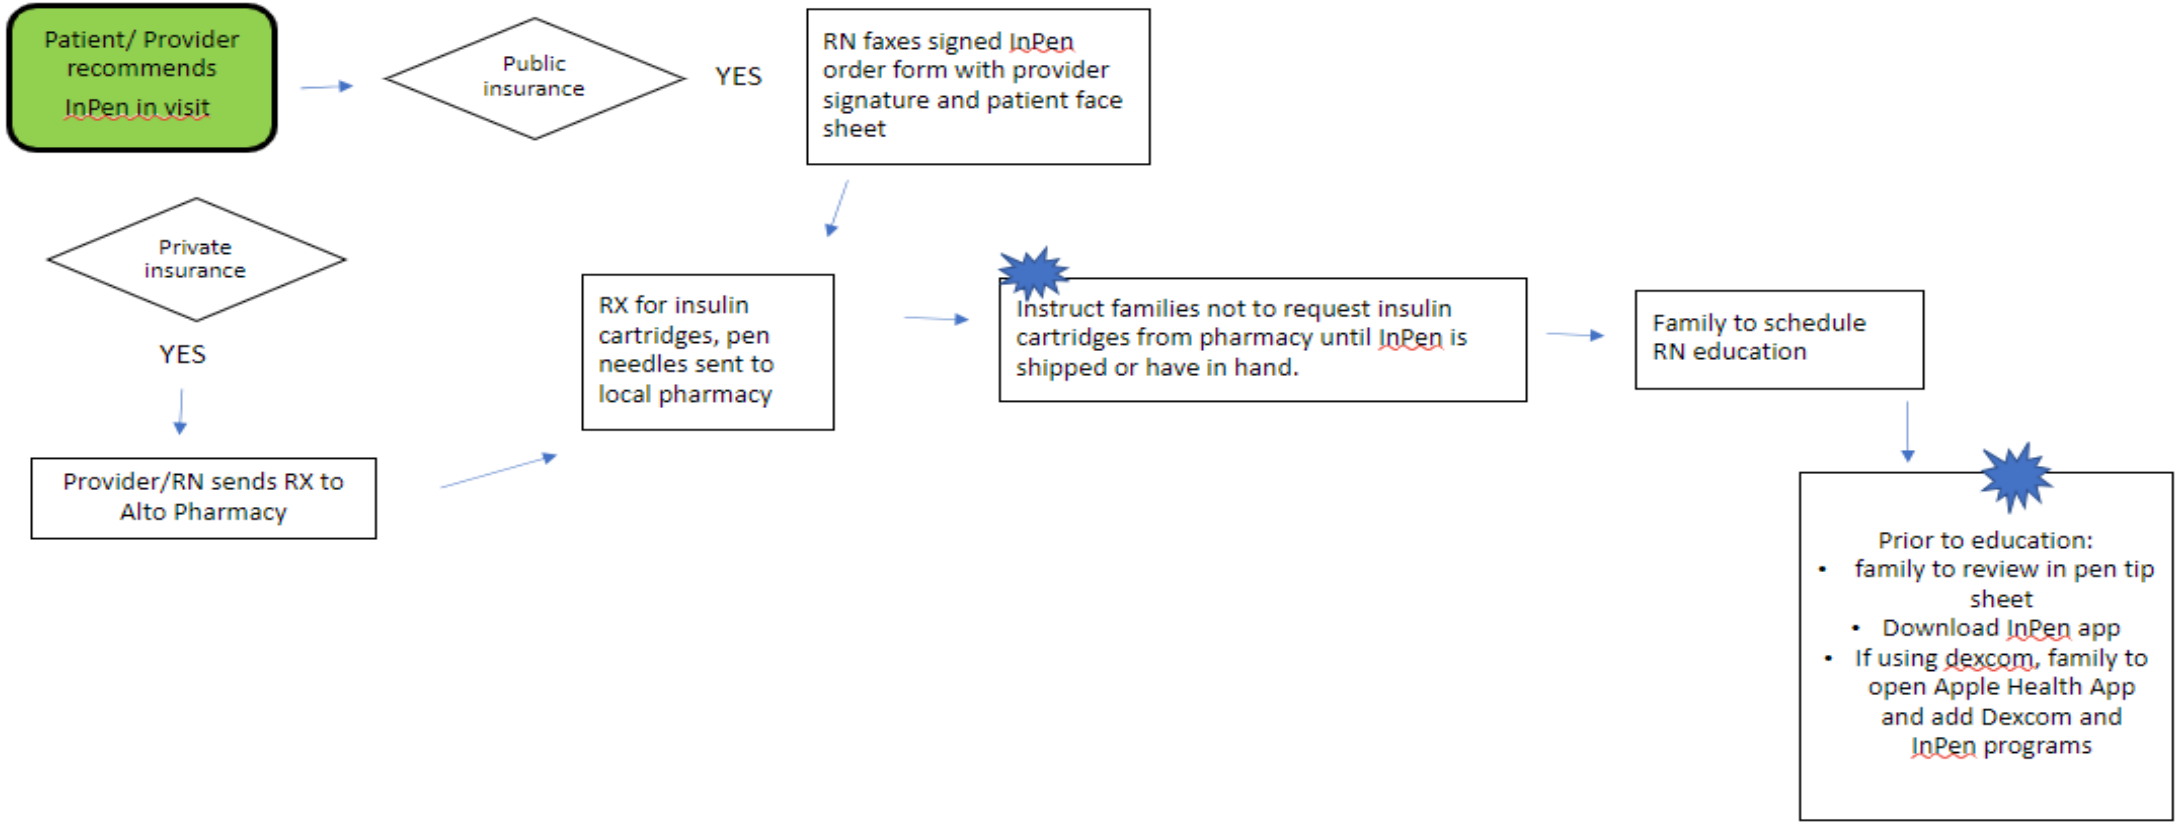 Patient/ Provider
recommends
InPen in visit
Public
insurance
YES
RN faxes signed InPen
order form with provider
signature and patient face
sheet
Private
insurance
YES
Provider/RN sends RX to
Alto Pharmacy
RX for insulin
cartridges, pen
needles sent to
local pharmacy
Instruct families not to request insulin
cartridges from pharmacy until InPen is
shipped or have in hand.
Family to schedule
RN education
Prior to education:
• family to review in pen tip
sheet
• Download InPen app
• If using dexcom, family to
open Apple Health App
and add Dexcom and
InPen programs